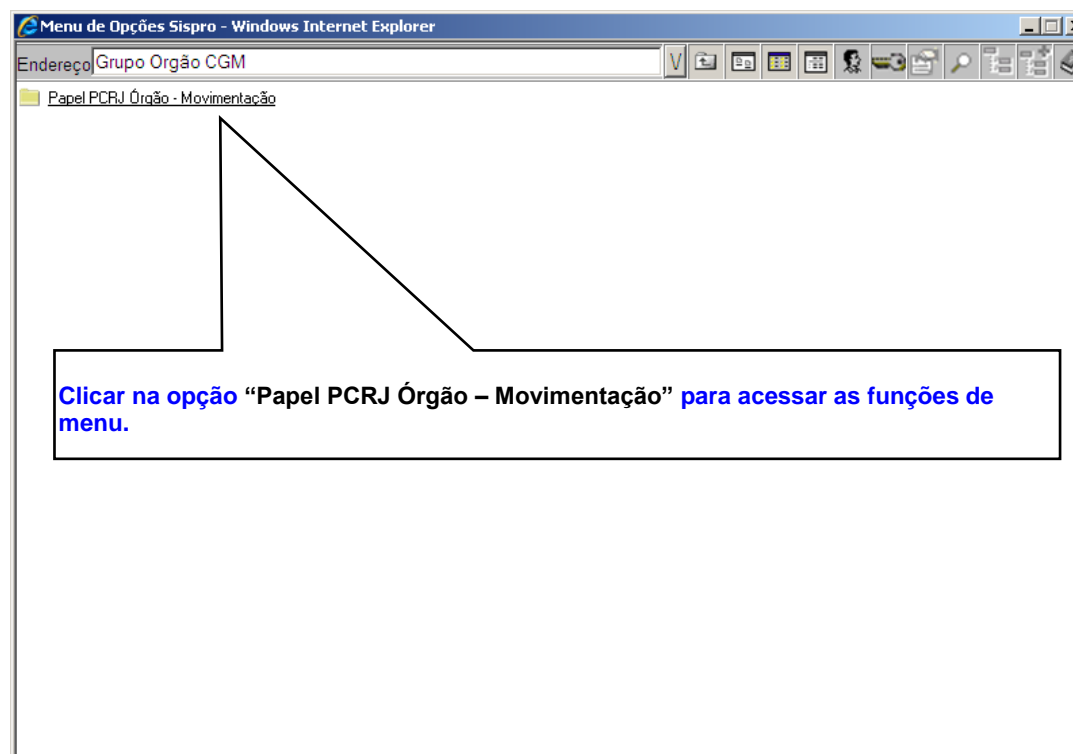 Menu de Opções Sispro - Windows Internet Explorer
Endereço Grupo Orgão CGM V
Papel PCRJ Órgão - Movimentação
Clicar na opção “Papel PCRJ Órgão – Movimentação” para acessar as funções de
menu.